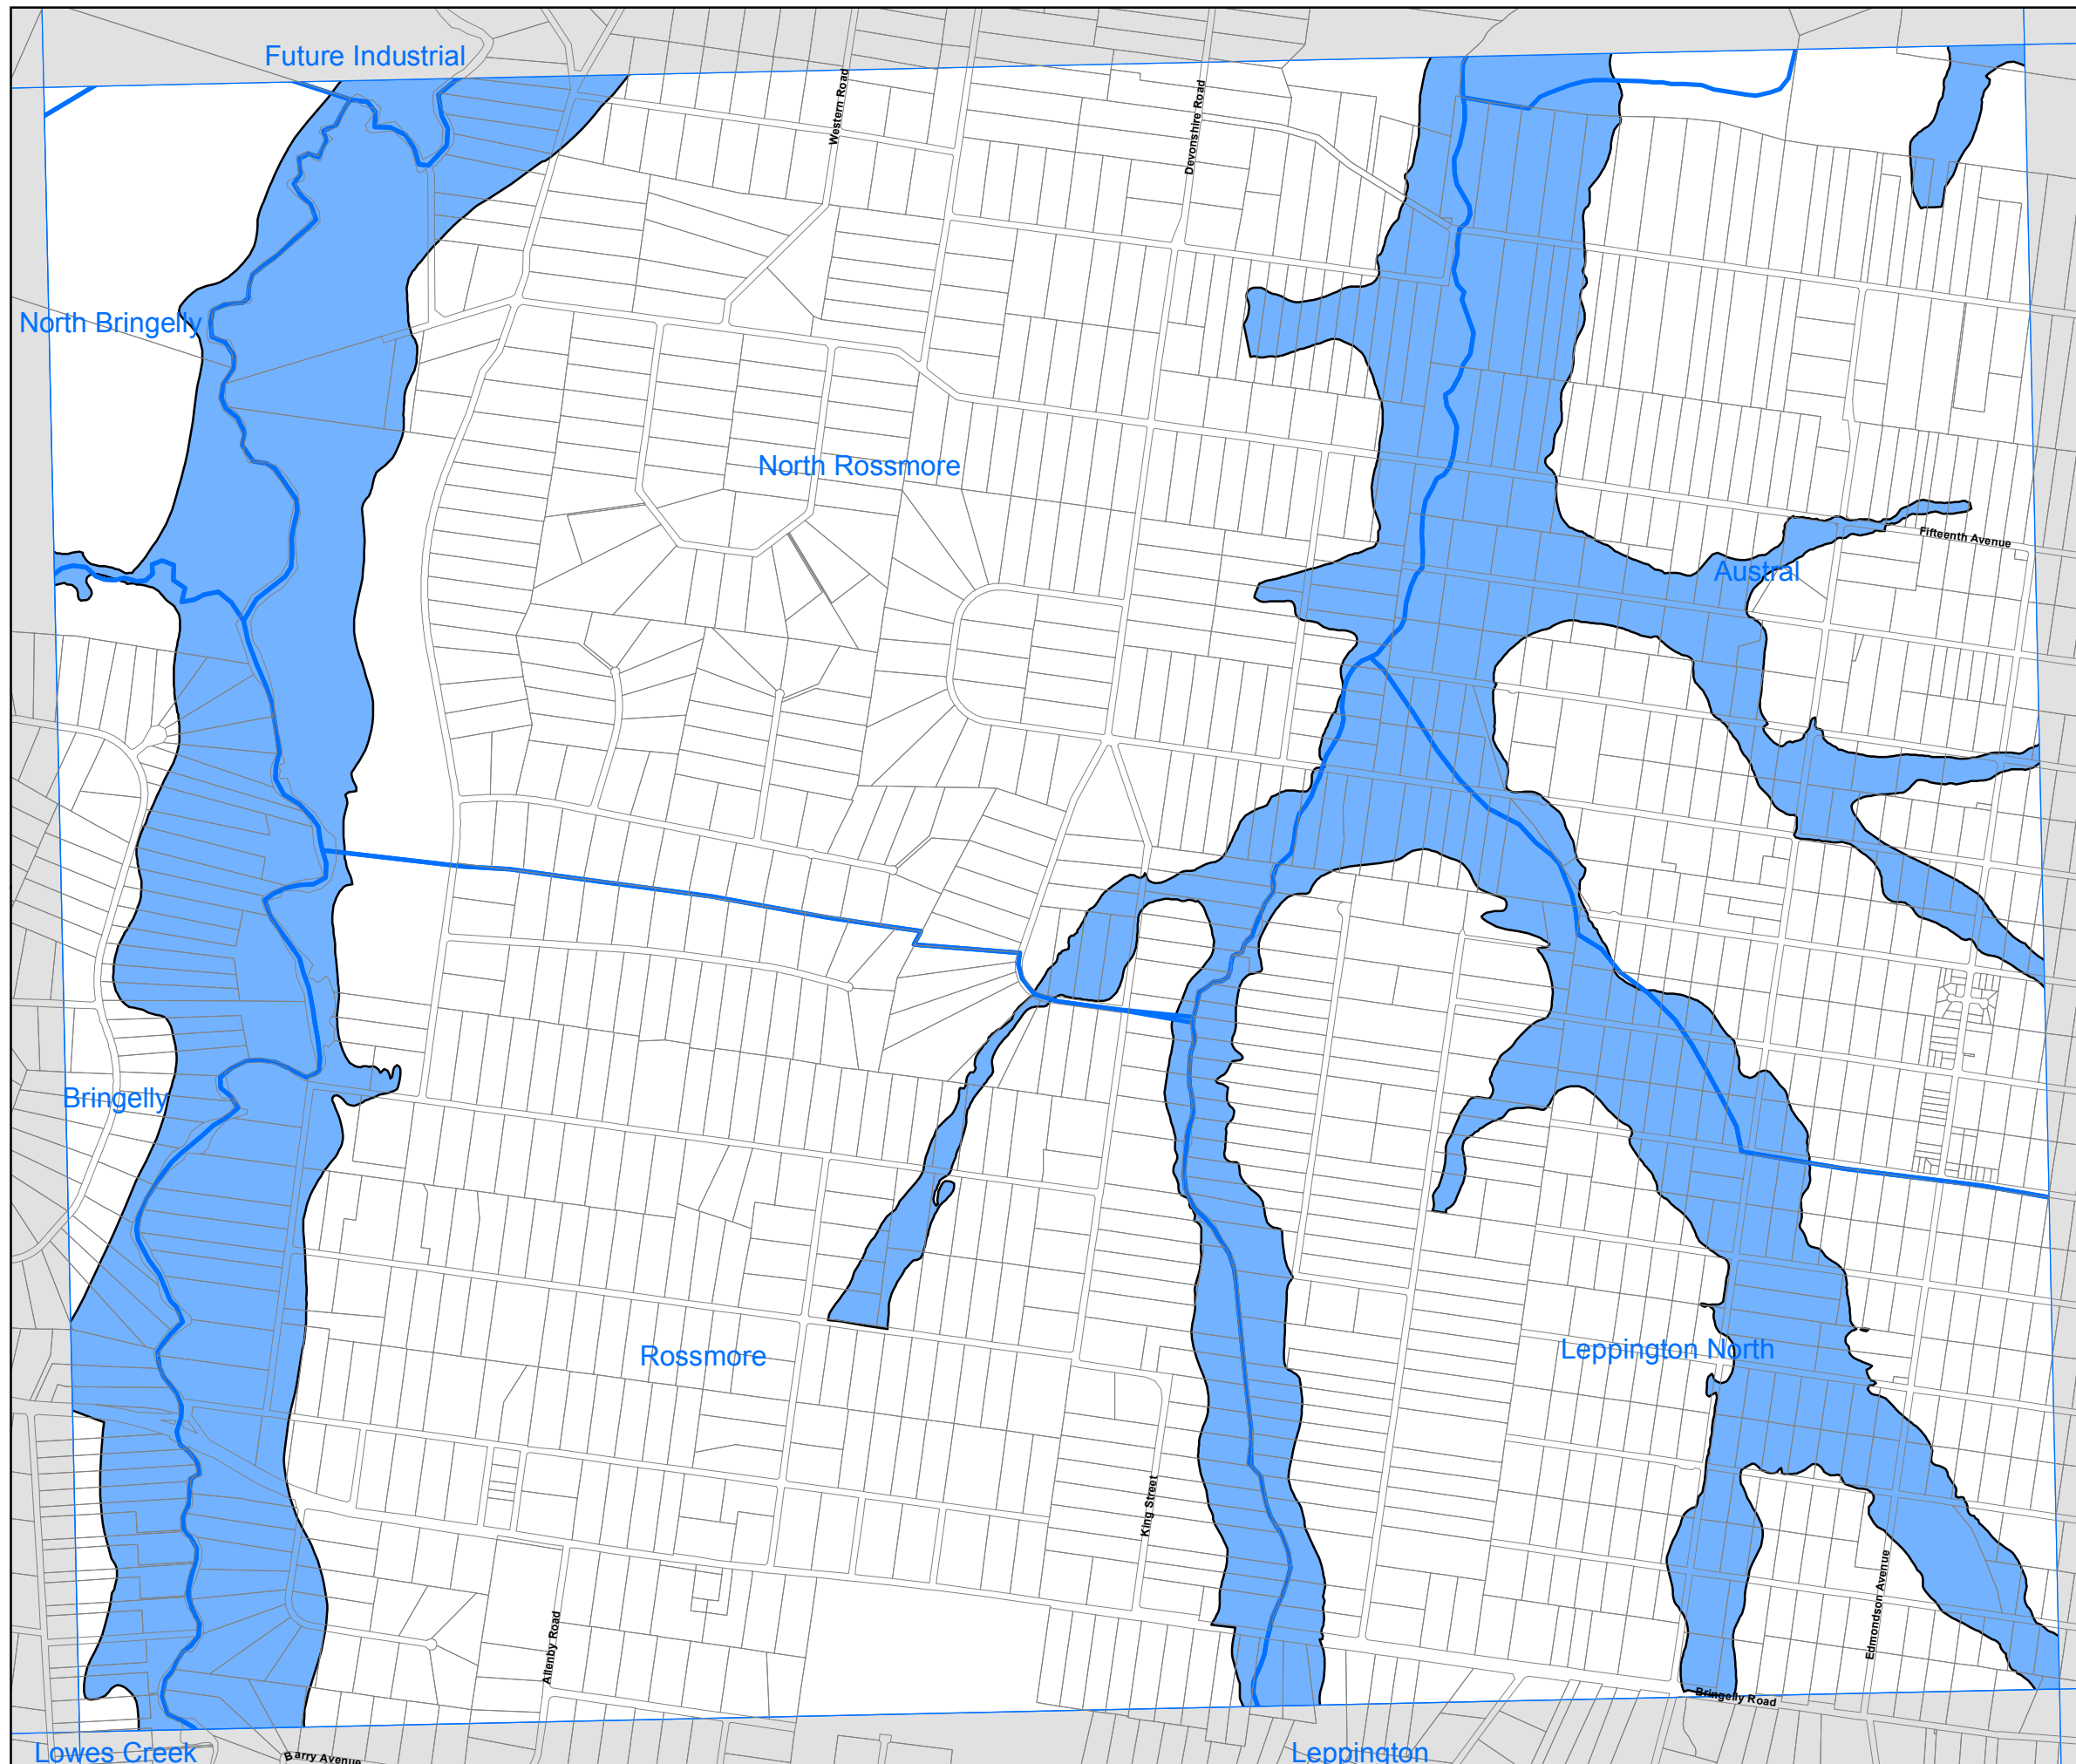 Future Industrial
Western Road
Devonshire Road
North Bringelly
North Rossmore
Fifteenth Avenue
Austral
Bringelly
Rossmore
Leppington North
King Street
Edmondson Avenue
Allenby Road
Bringelly Road
Lowes Creek
Barry Avenue
Leppington